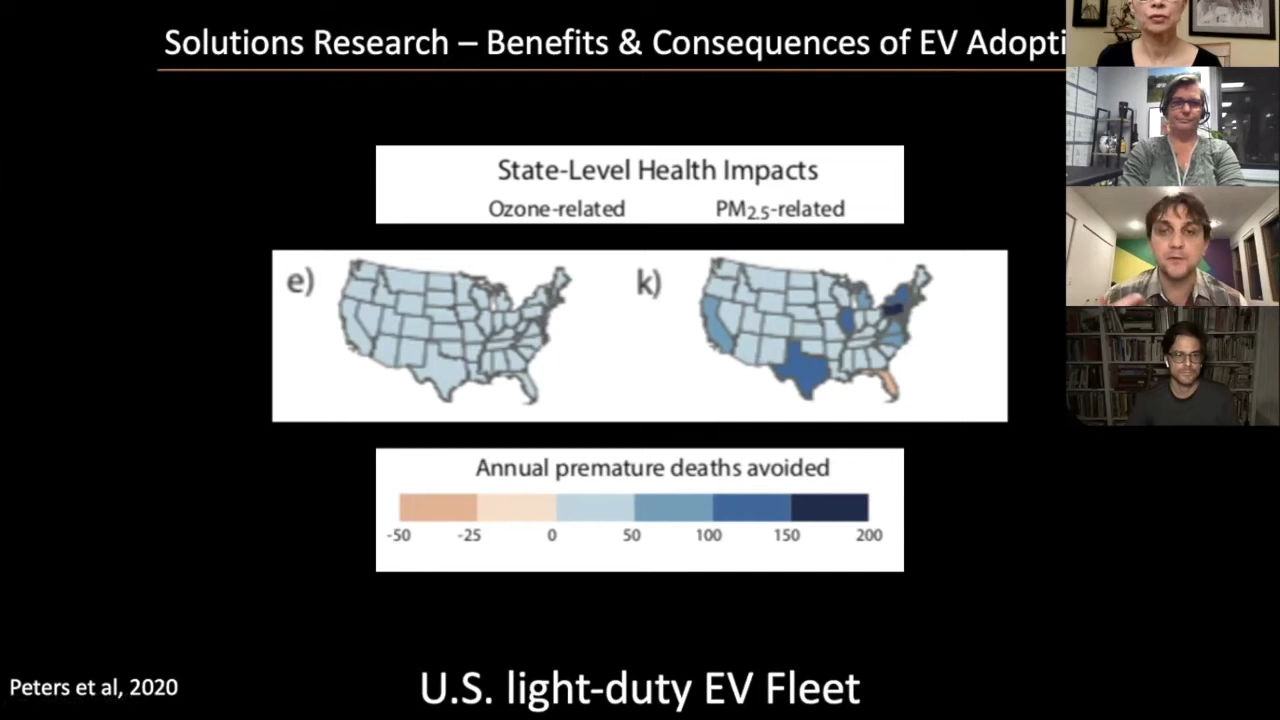 Solutions Research – Benefits & Consequences of EV Adopti
State-Level Health Impacts
Ozone-related PM2.5-related
e) k)
Annual premature deaths avoided
-50 -25 0 50 100 150 200
Peters et al, 2020
U.S. light-duty EV Fleet